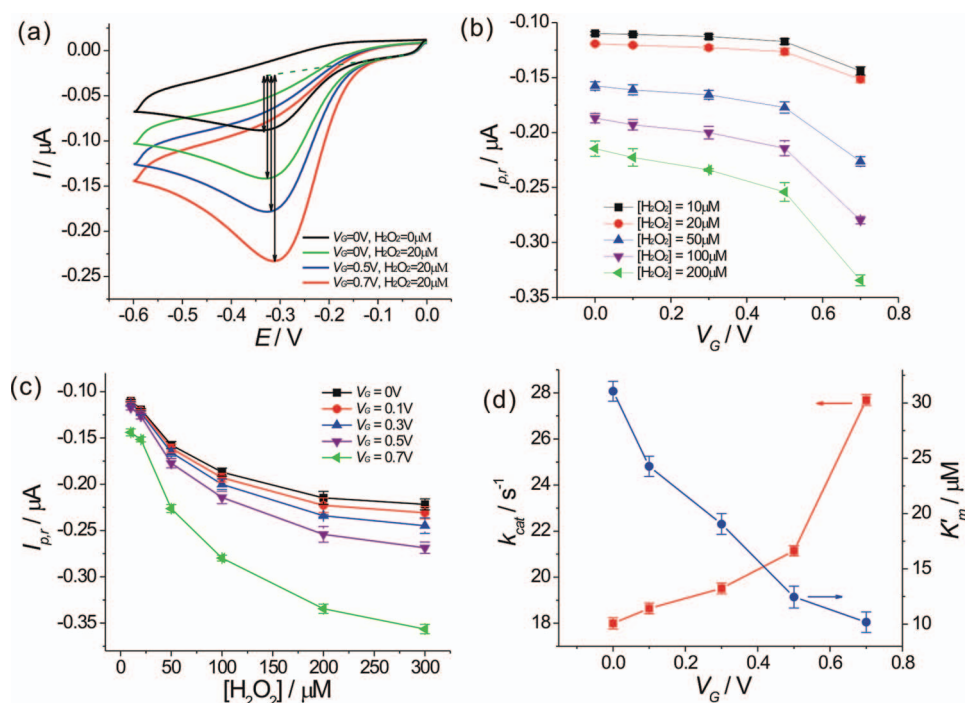 (a)
0.00
-0.05
-0.10
-0.15
-0.20
-0.25
I / μA
-0.6 -0.5 -0.4 -0.3 -0.2 -0.1 0.0
E / V
VG=0V, H2O2=0μM
VG=0V, H2O2=20μM
VG=0.5V, H2O2=20μM
VG=0.7V, H2O2=20μM
(b)
-0.10
-0.15
-0.20
-0.25
-0.30
-0.35
Ip,r / μA
[H2O2] = 10μM
[H2O2] = 20μM
[H2O2] = 50μM
[H2O2] = 100μM
[H2O2] = 200μM
0.0 0.2 0.4 0.6 0.8
VG / V
(c)
-0.10
-0.15
-0.20
-0.25
-0.30
-0.35
Ip,r / μA
VG = 0V
VG = 0.1V
VG = 0.3V
VG = 0.5V
VG = 0.7V
0 50 100 150 200 250 300
[H2O2] / μM
(d)
28
26
24
22
20
18
kcat / s-1
30
25
20
15
10
K'm / μM
0.0 0.2 0.4 0.6 0.8
VG / V